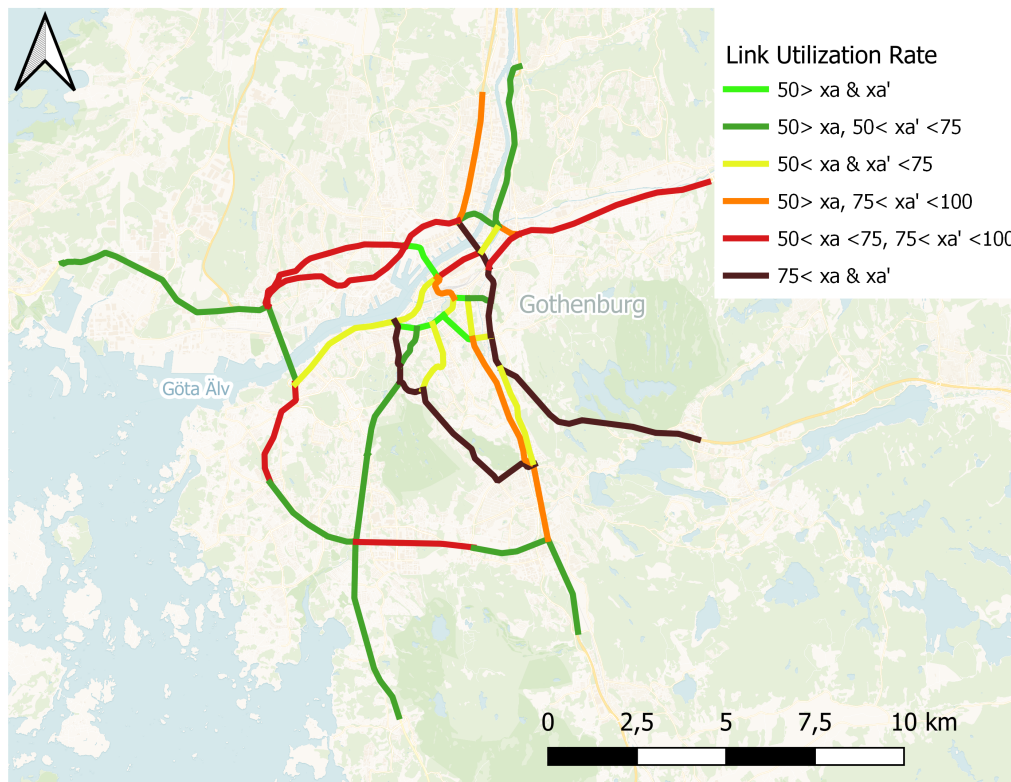 Link Utilization Rate
50> xa & xa'
50> xa, 50< xa' <75
50< xa & xa' <75
50> xa, 75< xa' <100
50< xa <75, 75< xa' <100
75< xa & xa'
Gothenburg
Göta Älv
0 2,5 5 7,5 10 km